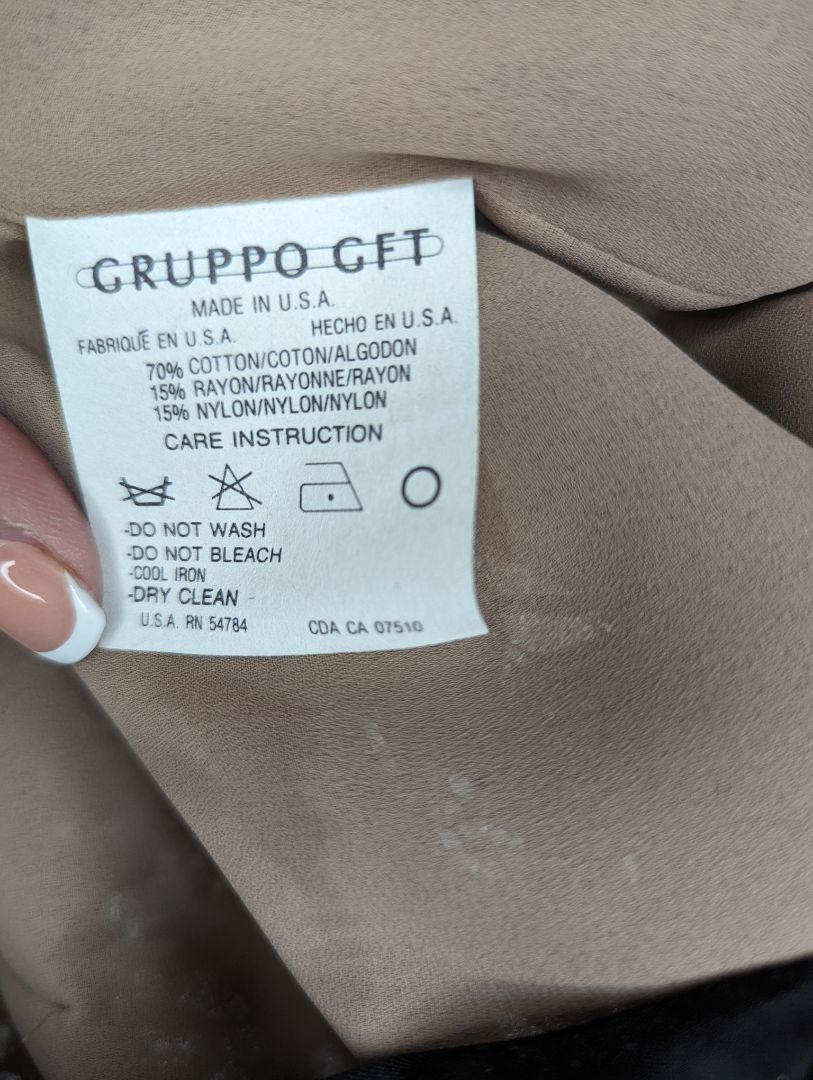 GRUPPO GFT
MADE IN U.S.A.
FABRIQUÉ EN U.S.A. HECHO EN U.S.A.
70% COTTON/COTON/ALGODON
15% RAYON/RAYONNE/RAYON
15% NYLON/NYLON/NYLON
CARE INSTRUCTION
-DO NOT WASH
-DO NOT BLEACH
-COOL IRON
-DRY CLEAN -
U.S.A. RN 54784 CDA CA 07510